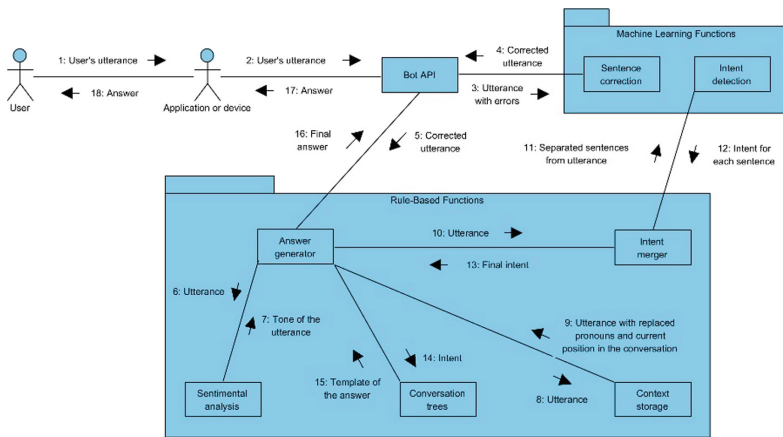 Machine Learning Functions
1: User's utterance
2: User's utterance
4: Corrected
utterance
Bot API
Sentence
correction
Intent
detection
18: Answer
17: Answer
3: Utterance
with errors
User
Application or device
16: Final
answer
5: Corrected
utterance
11: Separated sentences
from utterance
12: Intent for
each sentence
Rule-Based Functions
Answer
generator
10: Utterance
Intent
merger
13: Final intent
6: Utterance
7: Tone of the
utterance
9: Utterance with replaced
pronouns and current
position in the conversation
14: Intent
15: Template of
the answer
8: Utterance
Sentimental
analysis
Conversation
trees
Context
storage